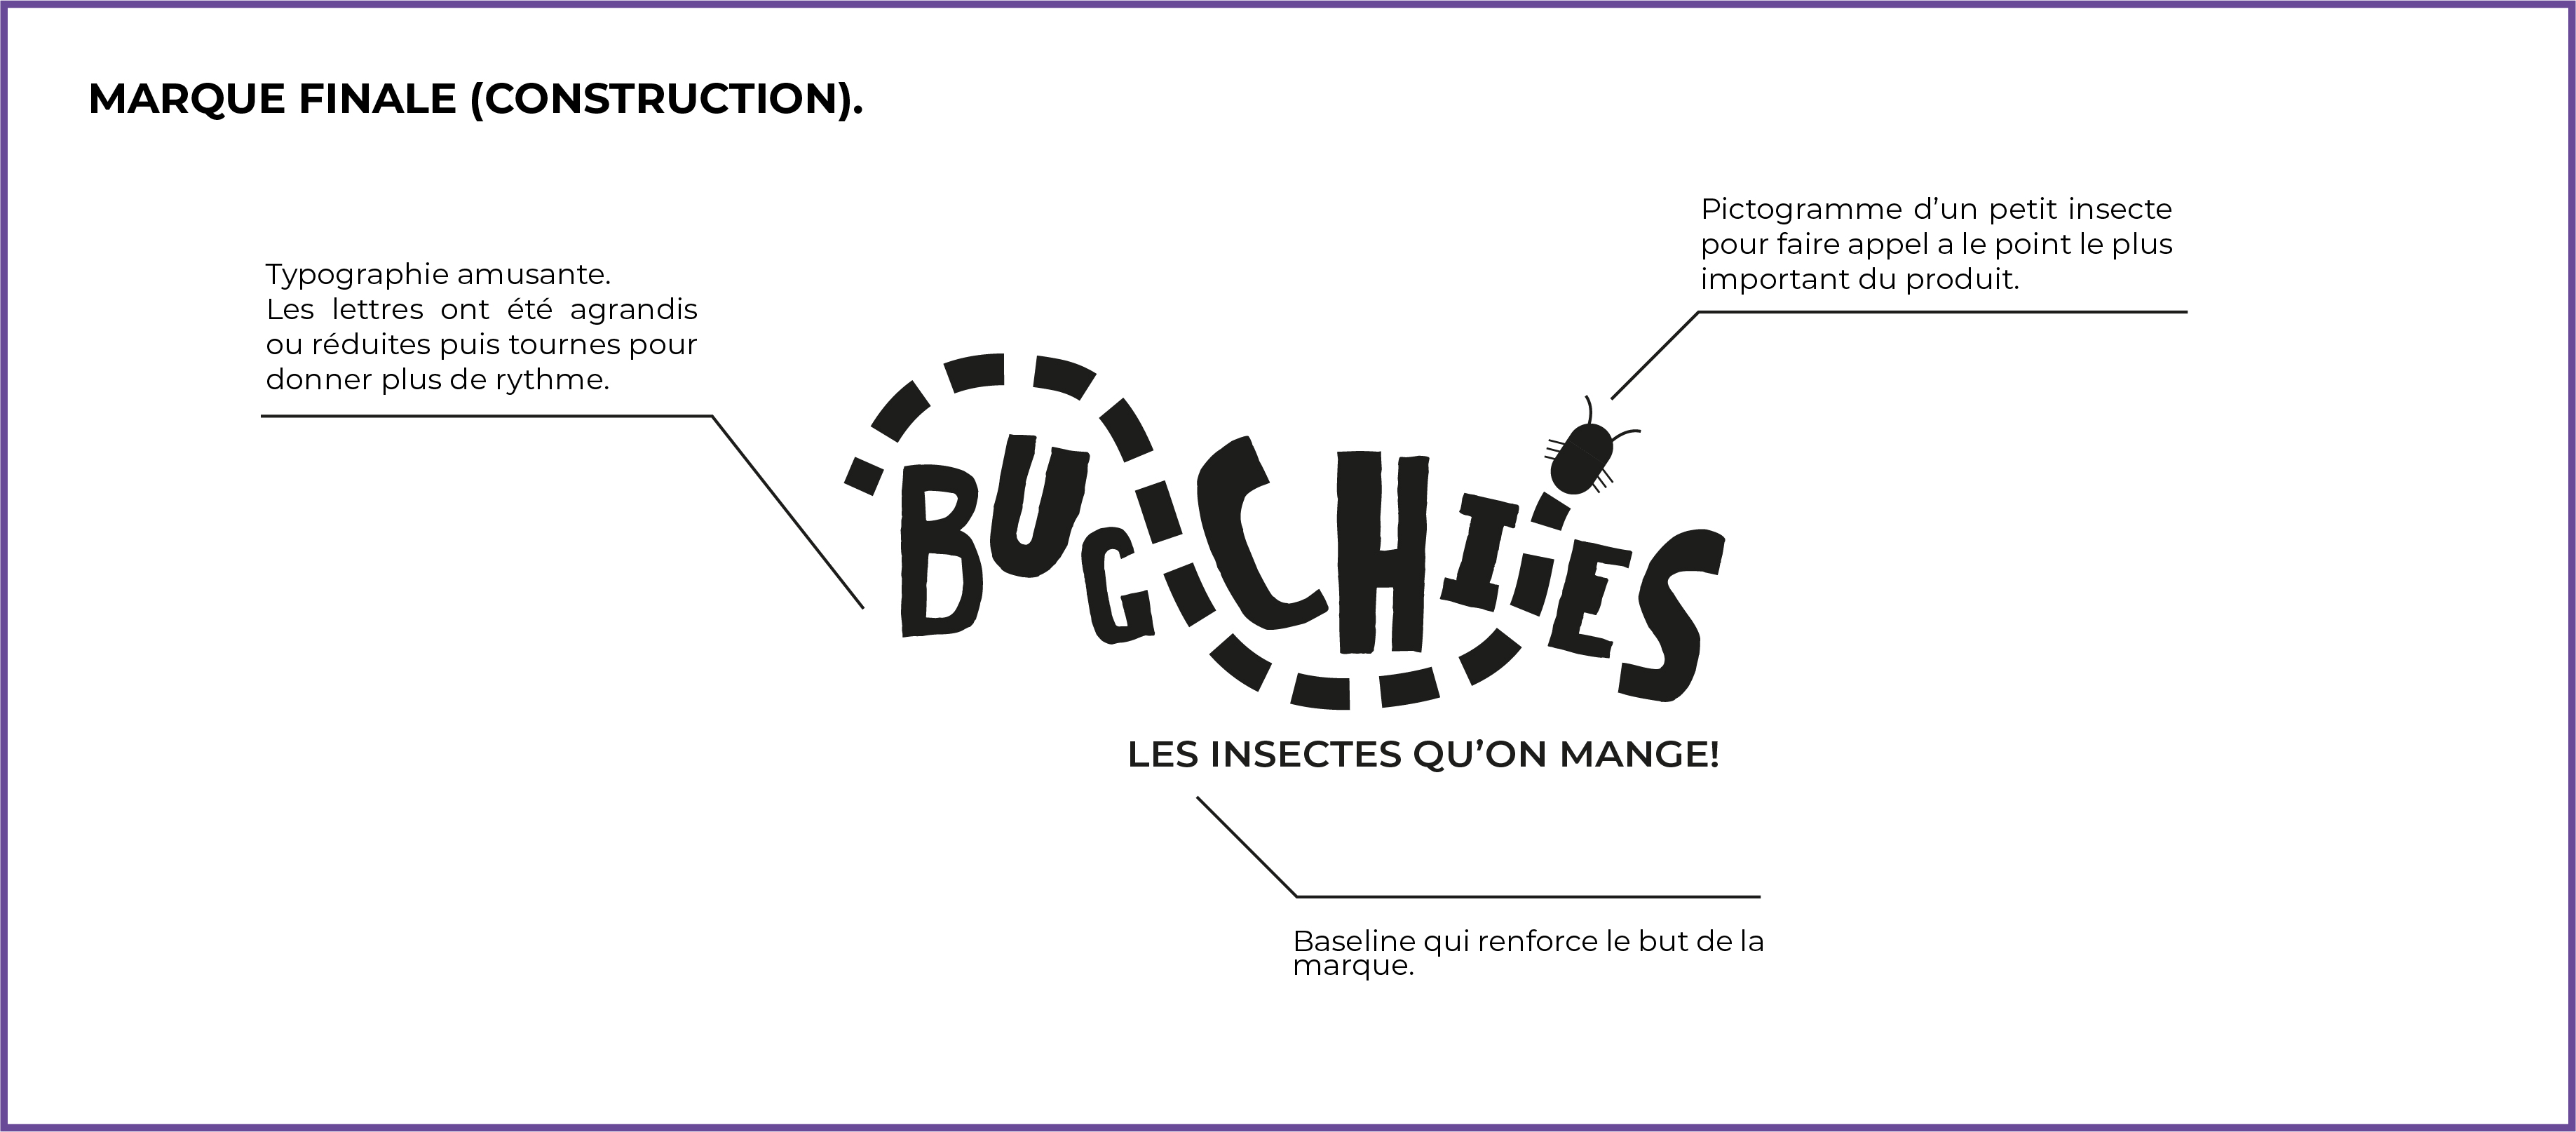 MARQUE FINALE (CONSTRUCTION).
Typographie amusante.
Les lettres ont été agrandis
ou réduites puis tournes pour
donner plus de rythme.
Pictogramme d’un petit insecte
pour faire appel a le point le plus
important du produit.
BUGCHIES
LES INSECTES QU’ON MANGE!
Baseline qui renforce le but de la
marque.